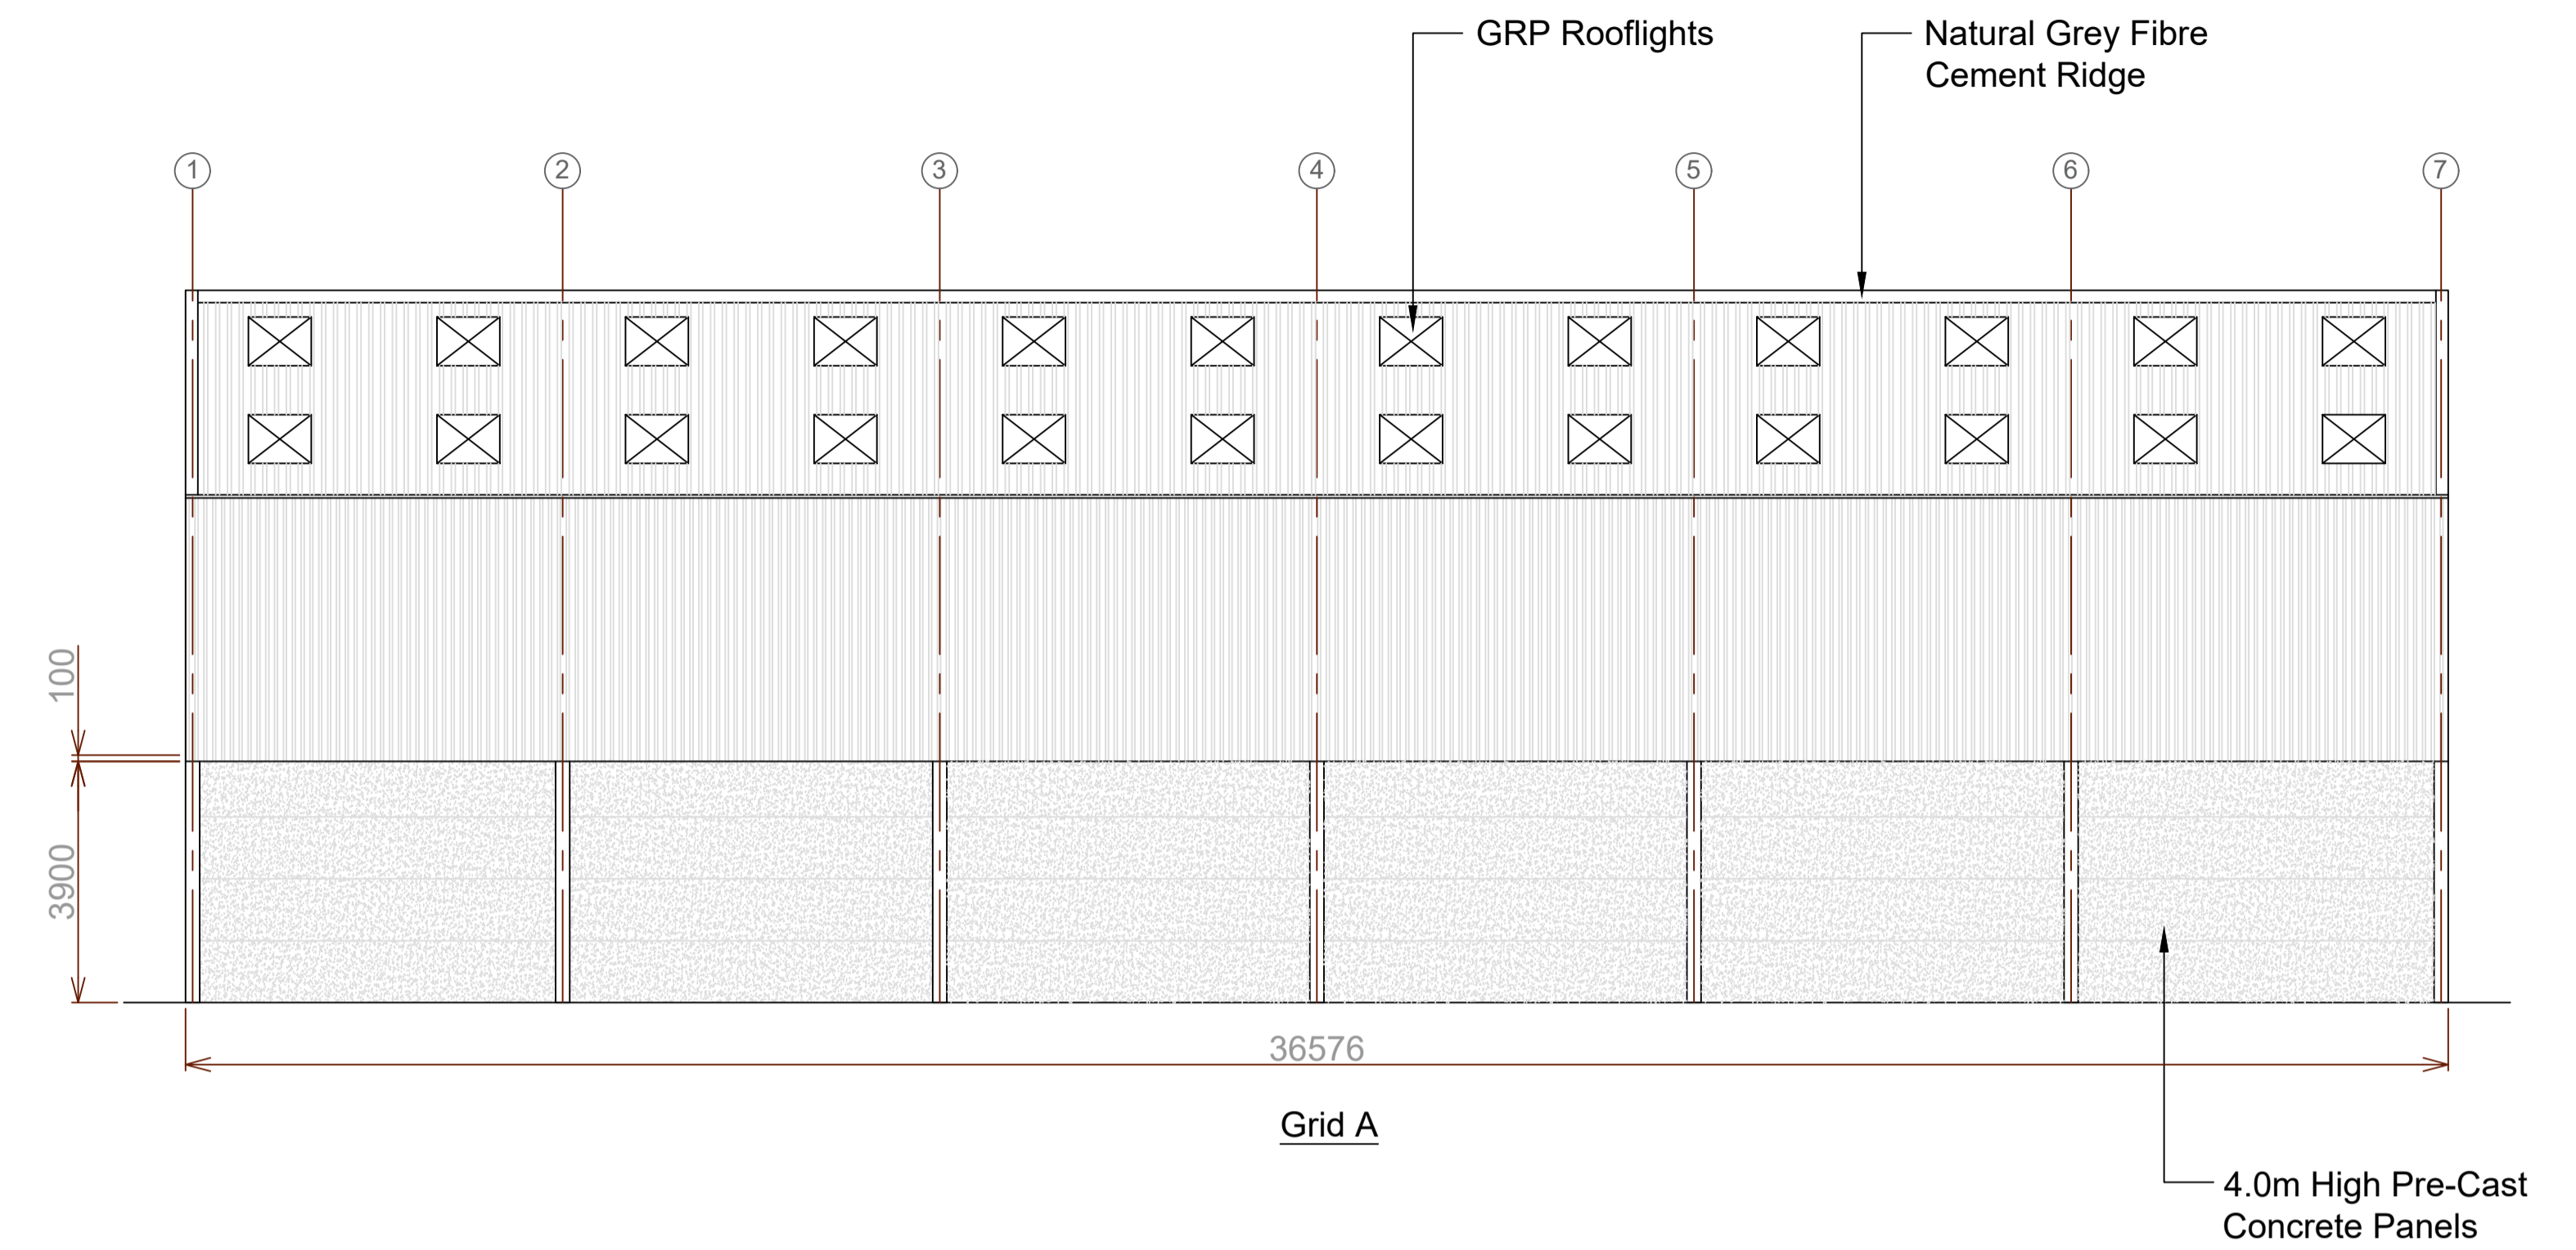 GRP Rooflights
Natural Grey Fibre
Cement Ridge
1
2
3
4
5
6
7
100
3900
36576
Grid A
4.0m High Pre-Cast
Concrete Panels